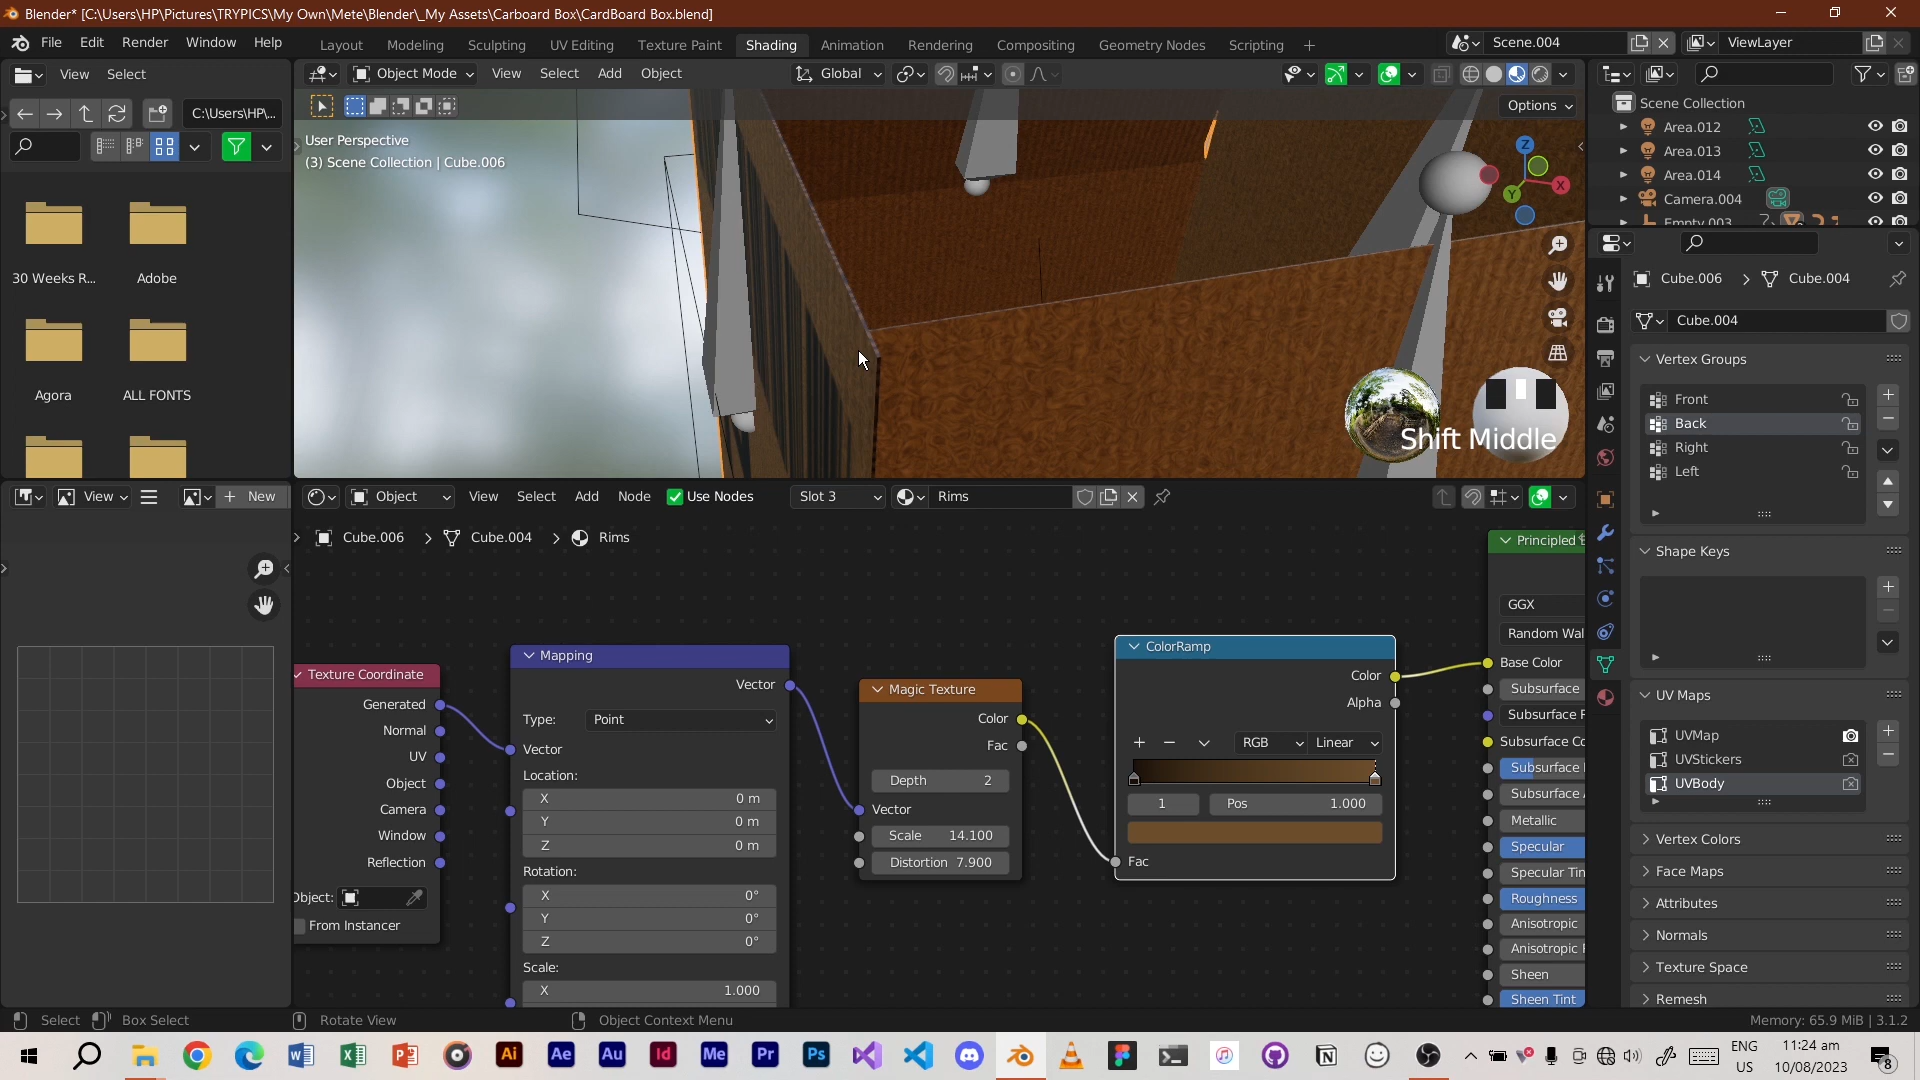 Blender* [C:\Users\HP\Pictures\TRYPICS\My Own\Mete\Blender\_My Assets\Carboard Box\CardBoard Box.blend]
File Edit Render Window Help
Layout Modeling Sculpting UV Editing Texture Paint Shading Animation Rendering Compositing Geometry Nodes Scripting +
Scene.004
ViewLayer
View Select
Object Mode View Select Add Object
Global
C:\Users\HP\...
Options
User Perspective
(3) Scene Collection | Cube.006
30 Weeks R...
Adobe
Agora
ALL FONTS
Z
X
Y
Shift Middle
Scene Collection
Area.012
Area.013
Area.014
Camera.004
Empty.003
Cube.006 > Cube.004
Cube.004
Vertex Groups
Front
Back
Right
Left
Shape Keys
UV Maps
UVMap
UVStickers
UVBody
Vertex Colors
Face Maps
Attributes
Normals
Texture Space
Remesh
View
+ New
Object View Select Add Node Use Nodes Slot 3 Rims
Cube.006 > Cube.004 > Rims
Texture Coordinate
Generated
Normal
UV
Object
Camera
Window
Reflection
Object:
From Instancer
Mapping
Vector
Type: Point
Vector
Location:
X 0 m
Y 0 m
Z 0 m
Rotation:
X 0°
Y 0°
Z 0°
Scale:
X 1.000
Magic Texture
Color
Fac
Depth 2
Vector
Scale 14.100
Distortion 7.900
ColorRamp
Color
Alpha
RGB Linear
1 Pos 1.000
Fac
Principled
GGX
Random Wal
Base Color
Subsurface
Subsurface R
Subsurface Co
Subsurface I
Subsurface A
Metallic
Specular
Specular Tin
Roughness
Anisotropic
Anisotropic R
Sheen
Sheen Tint
Select Box Select Rotate View Object Context Menu
Memory: 65.9 MiB | 3.1.2
Ai Ae Au Id Me Pr Ps
ENG
US
11:24 am
10/08/2023
8